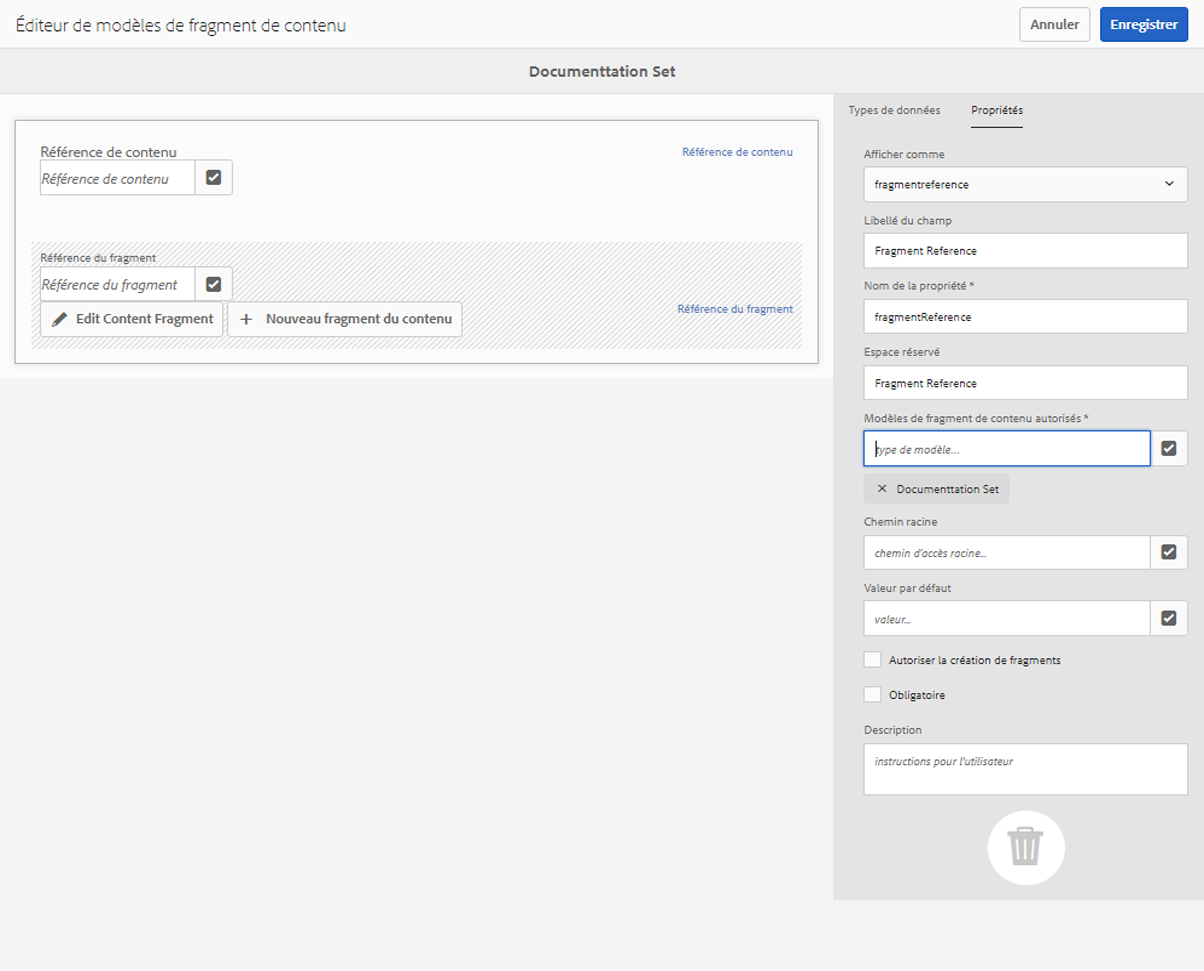 Éditeur de modèles de fragment de contenu
Annuler
Enregistrer
Documenttation Set
Référence de contenu
Référence de contenu
Référence de contenu
Référence du fragment
Référence du fragment
Edit Content Fragment
Nouveau fragment du contenu
Référence du fragment
Types de données
Propriétés
Afficher comme
fragmentreference
Libellé du champ
Fragment Reference
Nom de la propriété *
fragmentReference
Espace réservé
Fragment Reference
Modèles de fragment de contenu autorisés *
type de modèle...
Documenttation Set
Chemin racine
chemin d'accès racine...
Valeur par défaut
valeur...
Autoriser la création de fragments
Obligatoire
Description
instructions pour l'utilisateur